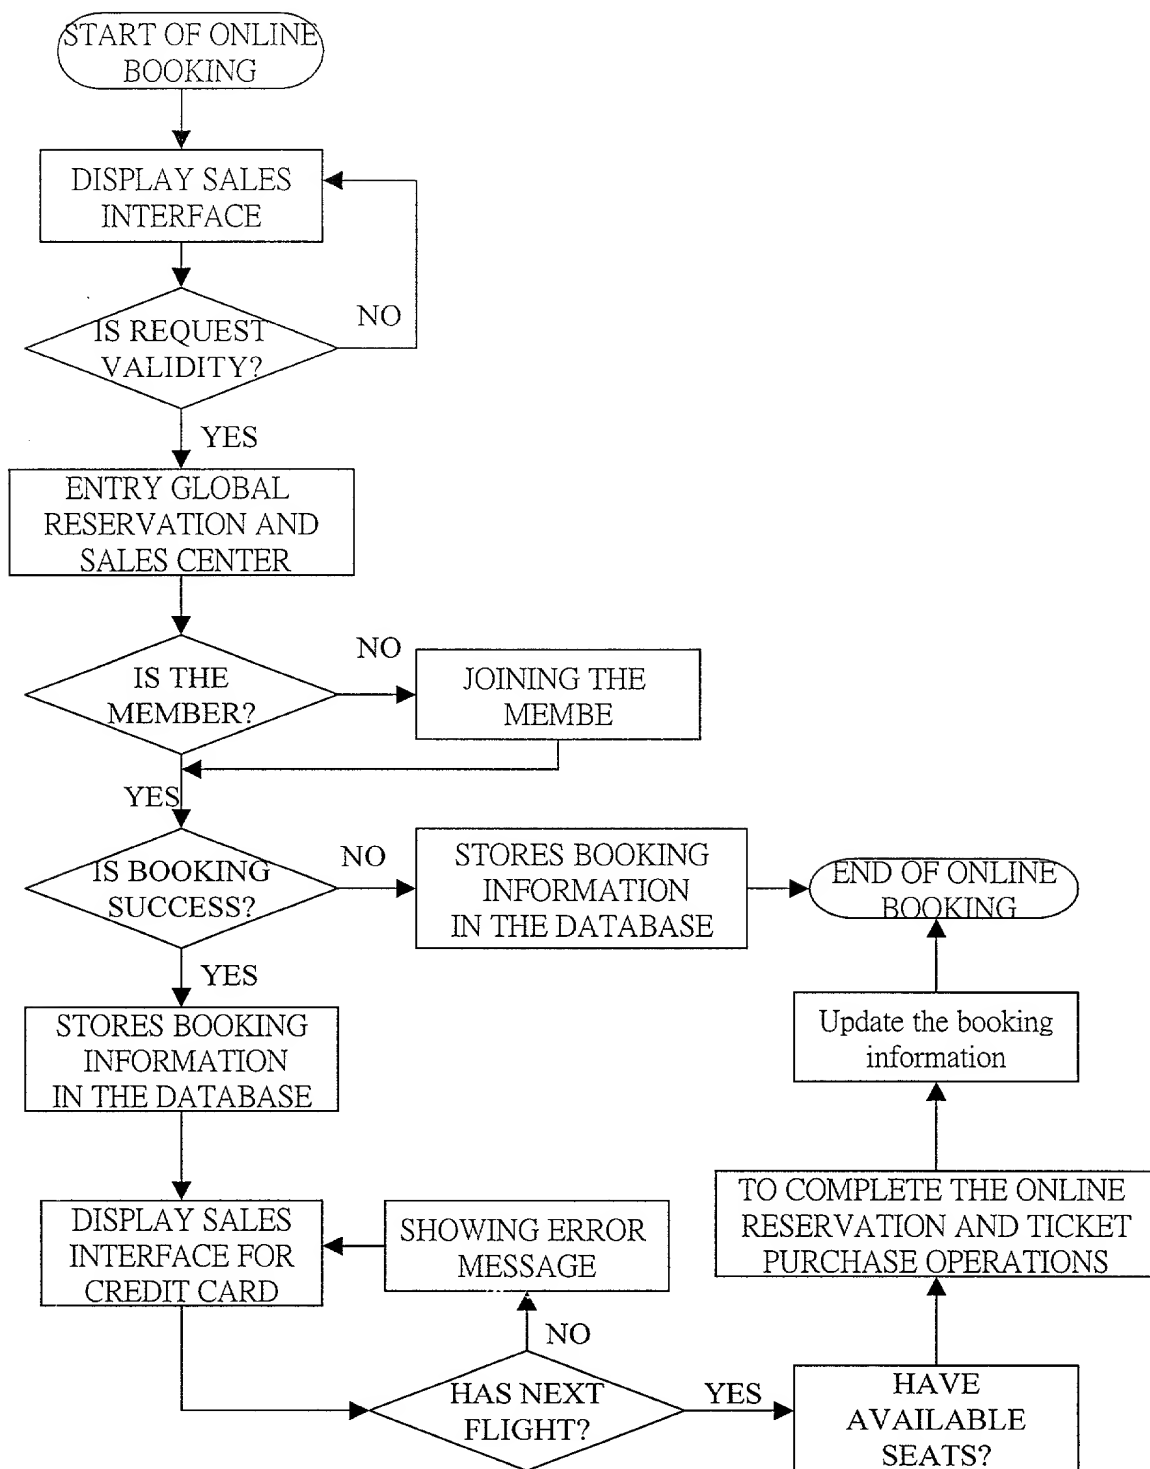 START OF ONLINE
BOOKING
DISPLAY SALES
INTERFACE
NO
IS REQUEST
VALIDITY?
YES
ENTRY GLOBAL
RESERVATION AND
SALES CENTER
NO
IS THE
MEMBER?
JOINING THE
MEMBE
YES
IS BOOKING
SUCCESS?
NO
STORES BOOKING
INFORMATION
IN THE DATABASE
END OF ONLINE
BOOKING
YES
STORES BOOKING
INFORMATION
IN THE DATABASE
Update the booking
information
DISPLAY SALES
INTERFACE FOR
CREDIT CARD
SHOWING ERROR
MESSAGE
TO COMPLETE THE ONLINE
RESERVATION AND TICKET
PURCHASE OPERATIONS
NO
HAS NEXT
FLIGHT?
YES
HAVE
AVAILABLE
SEATS?